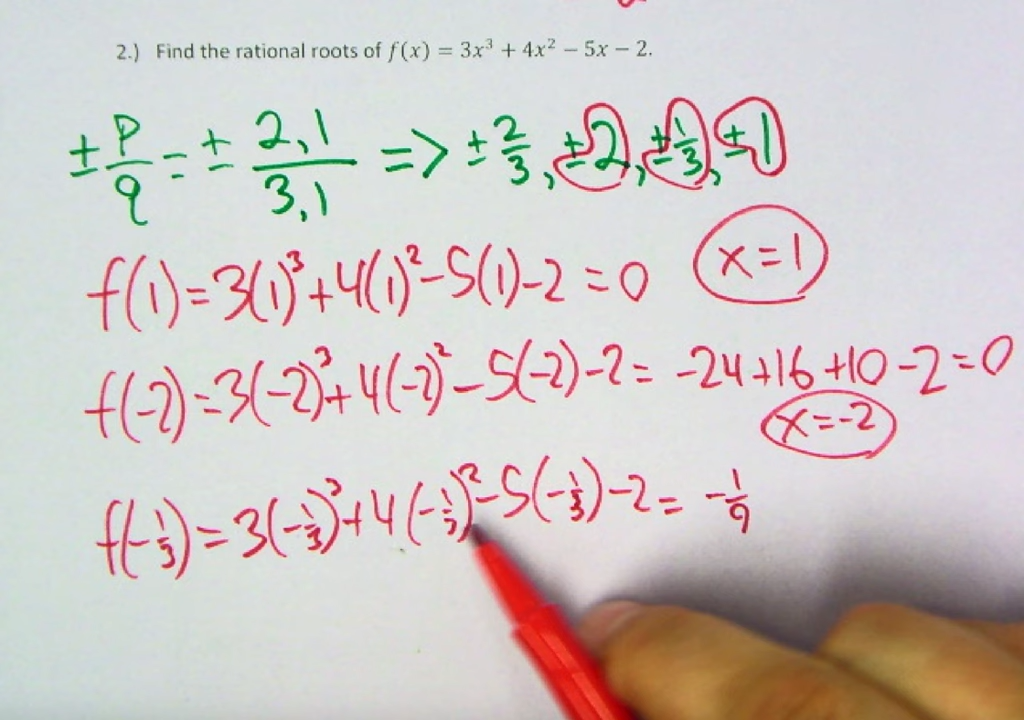 2.) Find the rational roots of f(x) = 3x³ + 4x² − 5x − 2.
± p/q = ± 2,1/3,1 => ± 2/3, ±2, ± 1/3, ±1
f(1) = 3(1)³ + 4(1)² - 5(1) - 2 = 0 x = 1
f(-2) = 3(-2)³ + 4(-2)² - 5(-2) - 2 = -24 + 16 + 10 - 2 = 0
x = -2
f(-1/3) = 3(-1/3)³ + 4(-1/3)² - 5(-1/3) - 2 = -1/9